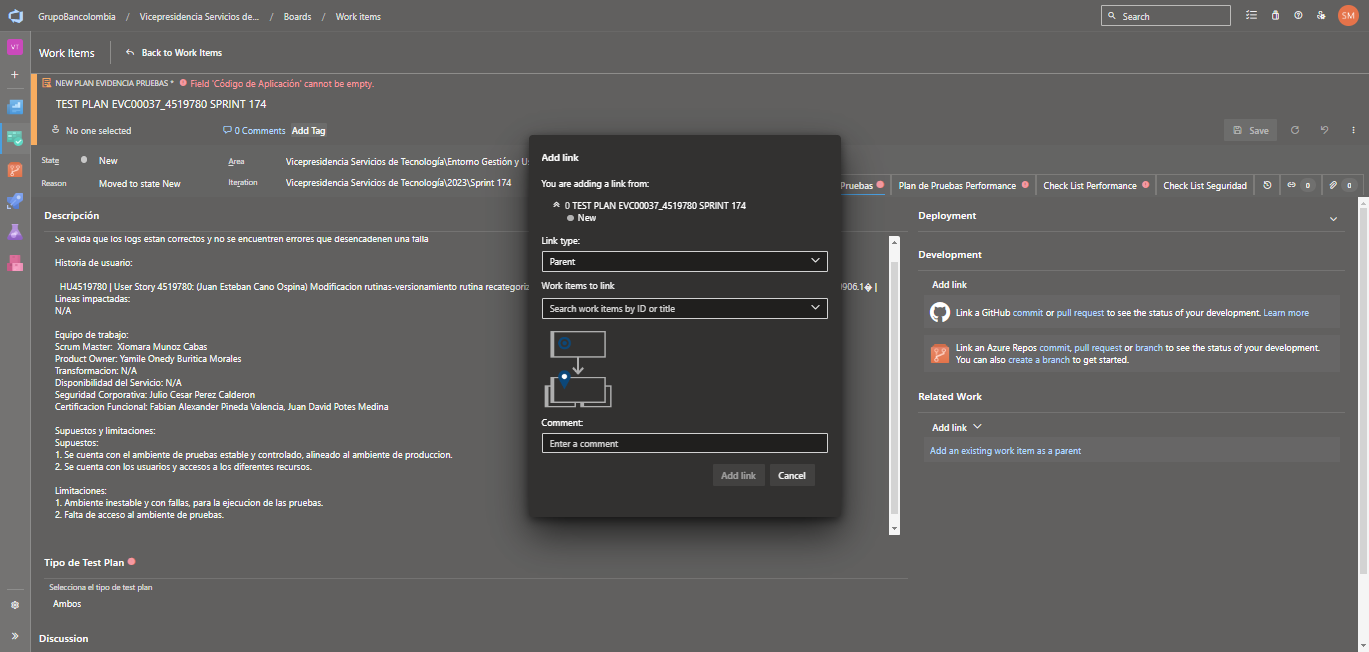 GrupoBancolombia / Vicepresidencia Servicios de... / Boards / Work items
Search
SM
VT
Work Items
Back to Work Items
NEW PLAN EVIDENCIA PRUEBAS * Field 'Código de Aplicación' cannot be empty.
TEST PLAN EVC00037_4519780 SPRINT 174
No one selected
0 Comments
Add Tag
Save
State
New
Area
Vicepresidencia Servicios de Tecnología\Entorno Gestión y Us
Reason
Moved to state New
Iteration
Vicepresidencia Servicios de Tecnología\2023\Sprint 174
Pruebas
Plan de Pruebas Performance
Check List Performance
Check List Seguridad
0
0
Descripción
Se valida que los logs estan correctos y no se encuentren errores que desencadenen una falla
Historia de usuario:
HU4519780 | User Story 4519780: (Juan Esteban Cano Ospina) Modificacion rutinas-versionamiento rutina recategoriz
906.1� |
Lineas impactadas:
N/A
Equipo de trabajo:
Scrum Master: Xiomara Munoz Cabas
Product Owner: Yamile Onedy Buritica Morales
Transformacion: N/A
Disponibilidad del Servicio: N/A
Seguridad Corporativa: Julio Cesar Perez Calderon
Certificacion Funcional: Fabian Alexander Pineda Valencia, Juan David Potes Medina
Supuestos y limitaciones:
Supuestos:
1. Se cuenta con el ambiente de pruebas estable y controlado, alineado al ambiente de produccion.
2. Se cuenta con los usuarios y accesos a los diferentes recursos.
Limitaciones:
1. Ambiente inestable y con fallas, para la ejecucion de las pruebas.
2. Falta de acceso al ambiente de pruebas.
Tipo de Test Plan
Selecciona el tipo de test plan
Ambos
Discussion
Add link
You are adding a link from:
0 TEST PLAN EVC00037_4519780 SPRINT 174
New
Link type:
Parent
Work items to link
Search work items by ID or title
Comment:
Enter a comment
Add link
Cancel
Deployment
Development
Add link
Link a GitHub commit or pull request to see the status of your development. Learn more
Link an Azure Repos commit, pull request or branch to see the status of your development.
You can also create a branch to get started.
Related Work
Add link
Add an existing work item as a parent